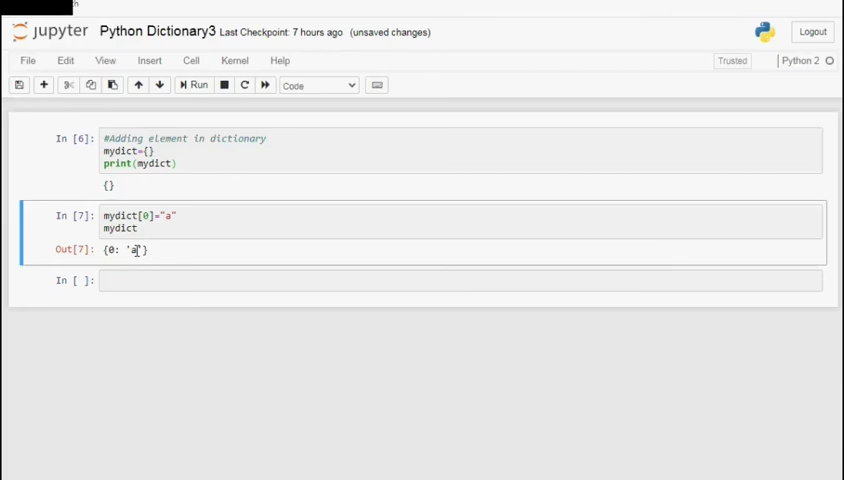 jupyter Python Dictionary3 Last Checkpoint: 7 hours ago (unsaved changes) Logout
File Edit View Insert Cell Kernel Help Trusted Python 2
Run Code
In [6]: #Adding element in dictionary
mydict={}
print(mydict)
{}
In [7]: mydict[0]="a"
mydict
Out[7]: {0: 'a'}
In [ ]: